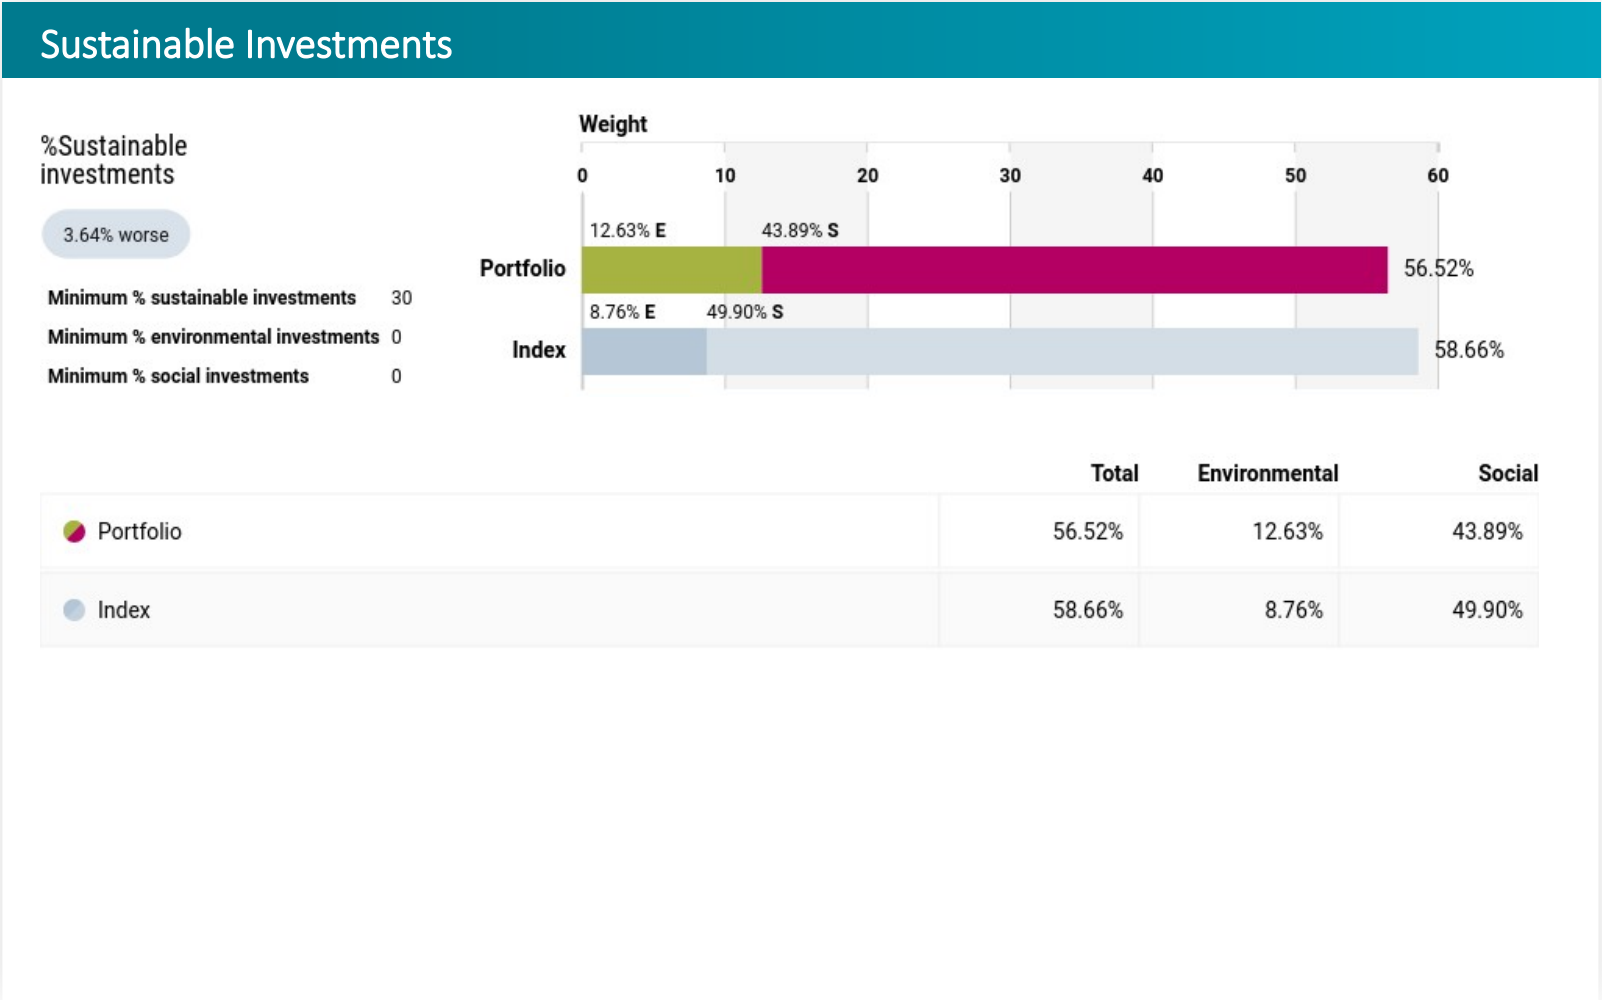 Sustainable Investments
%Sustainable
investments
3.64% worse
Minimum % sustainable investments 30
Minimum % environmental investments 0
Minimum % social investments 0
Weight
0 10 20 30 40 50 60
12.63% E 43.89% S
Portfolio 56.52%
8.76% E 49.90% S
Index 58.66%
Total Environmental Social
Portfolio 56.52% 12.63% 43.89%
Index 58.66% 8.76% 49.90%